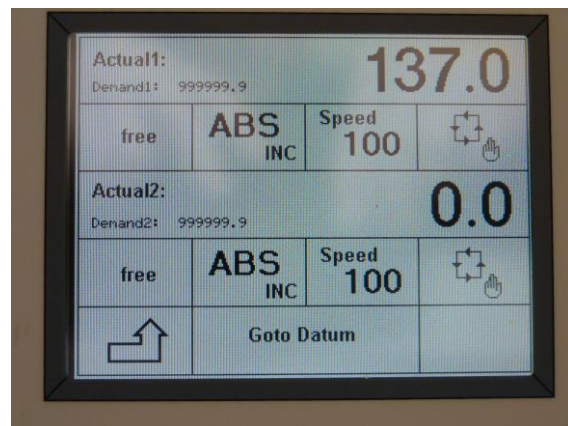 Actual1:
137.0
Demand1: 999999.9
free
ABS
INC
Speed
100
Actual2:
0.0
Demand2: 999999.9
free
ABS
INC
Speed
100
Goto Datum